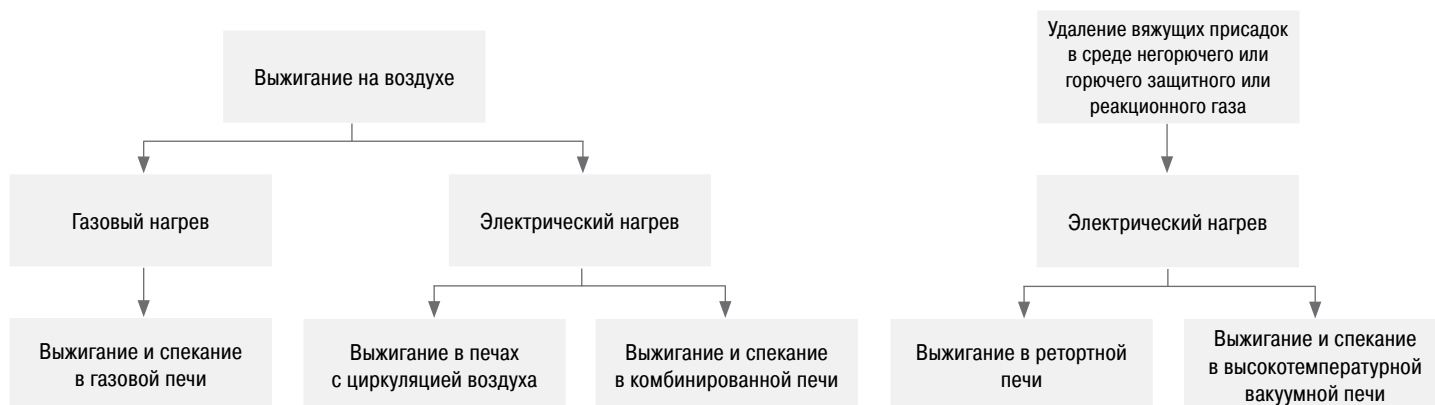 Выжигание на воздухе
Удаление вяжущих присадок
в среде негорючего или
горючего защитного или
реакционного газа
Газовый нагрев
Электрический нагрев
Электрический нагрев
Выжигание и спекание
в газовой печи
Выжигание в печах
с циркуляцией воздуха
Выжигание и спекание
в комбинированной печи
Выжигание в ретортной
печи
Выжигание и спекание
в высокотемпературной
вакуумной печи